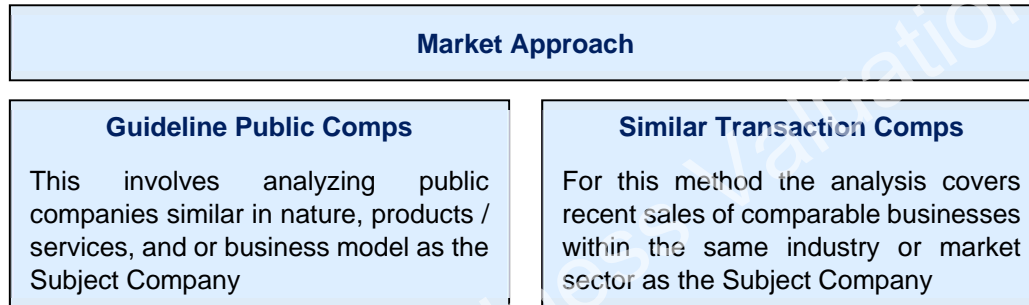 Market Approach
Guideline Public Comps
This involves analyzing public
companies similar in nature, products /
services, and or business model as the
Subject Company
Similar Transaction Comps
For this method the analysis covers
recent sales of comparable businesses
within the same industry or market
sector as the Subject Company